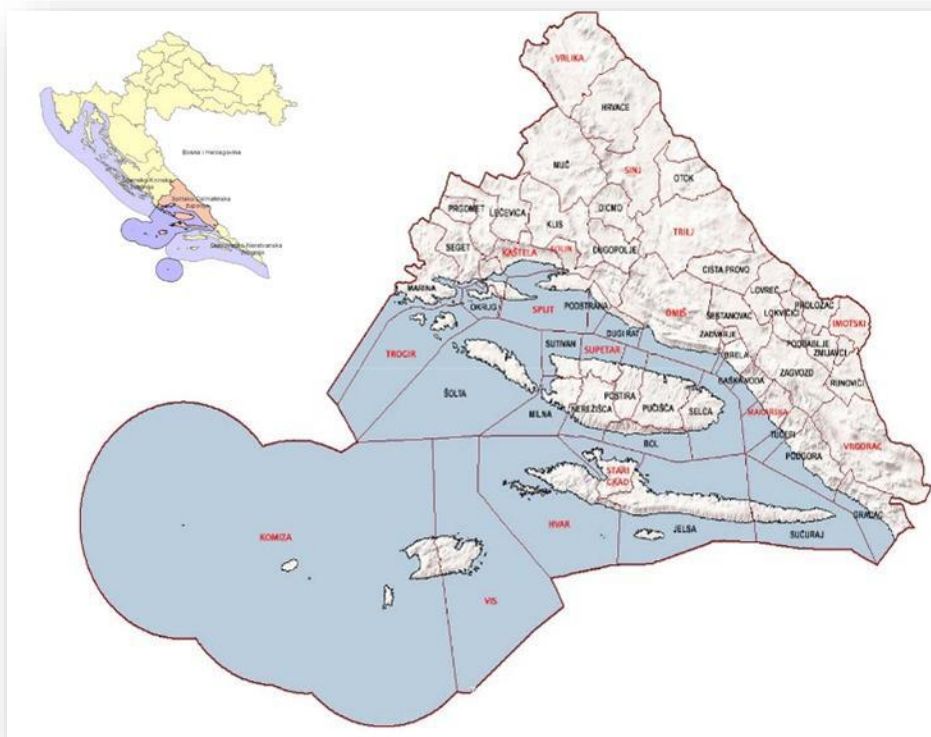 Bosna i Hercegovina
VRLIKA
HRVACE
MUĆ
SINJ
OTOK
PRGOMET
LEĆEVICA
DICMO
KLIS
TRILJ
SEGET
KAŠTELA
SOLIN
DUGOPOLJE
CISTA PROVO
MARINA
OKRUG
SPLIT
PODSTRANA
OMIŠ
ŠESTANOVAC
LOVREĆ
LOKVIČIĆI
PROLOŽAC
IMOTSKI
DUGI RAT
ZADVARJE
PODBABLJE
ZMIJAVCI
TROGIR
SUTIVAN
SUPETAR
BRELA
ZAGVOZD
RUNOVIĆI
BAŠKA VODA
ŠOLTA
POSTIRA
MILNA
NEREŽIŠĆA
PUČIŠĆA
SELCA
MAKARSKA
TUČEPI
VRGORAC
BOL
PODGORA
STARI
GRAD
GRADAC
KOMIŽA
HVAR
JELSA
SUĆURAJ
VIS